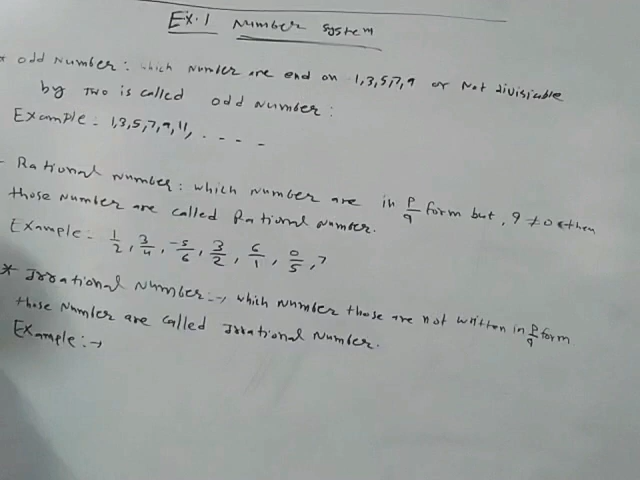 Ex.1 Number system
* odd Number: which number are end on 1,3,5,7,9 or Not divisiable
by Two is called odd Number:
Example - 1,3,5,7,9,11, . . . .
- Rational number: which number are in p/q form but, q ≠ 0 then
those number are called Rational number.
Example - 1/2, 3/4, -5/6, 3/2, 6/1, 0/5, 7
* Irrational Number:→ which number those are not written in p/q form
those Number are called Irrational Number.
Example:→